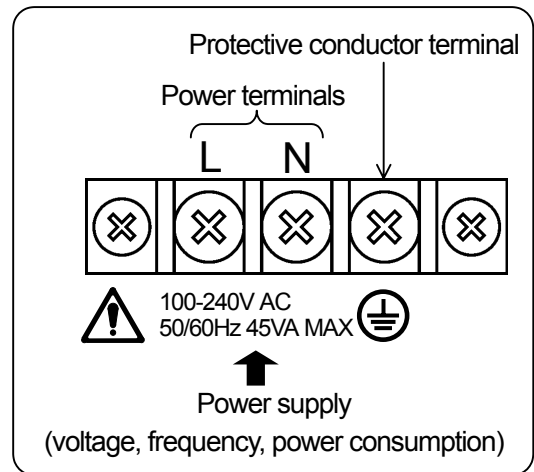 Protective conductor terminal
Power terminals
L N
100-240V AC
50/60Hz 45VA MAX
Power supply
(voltage, frequency, power consumption)